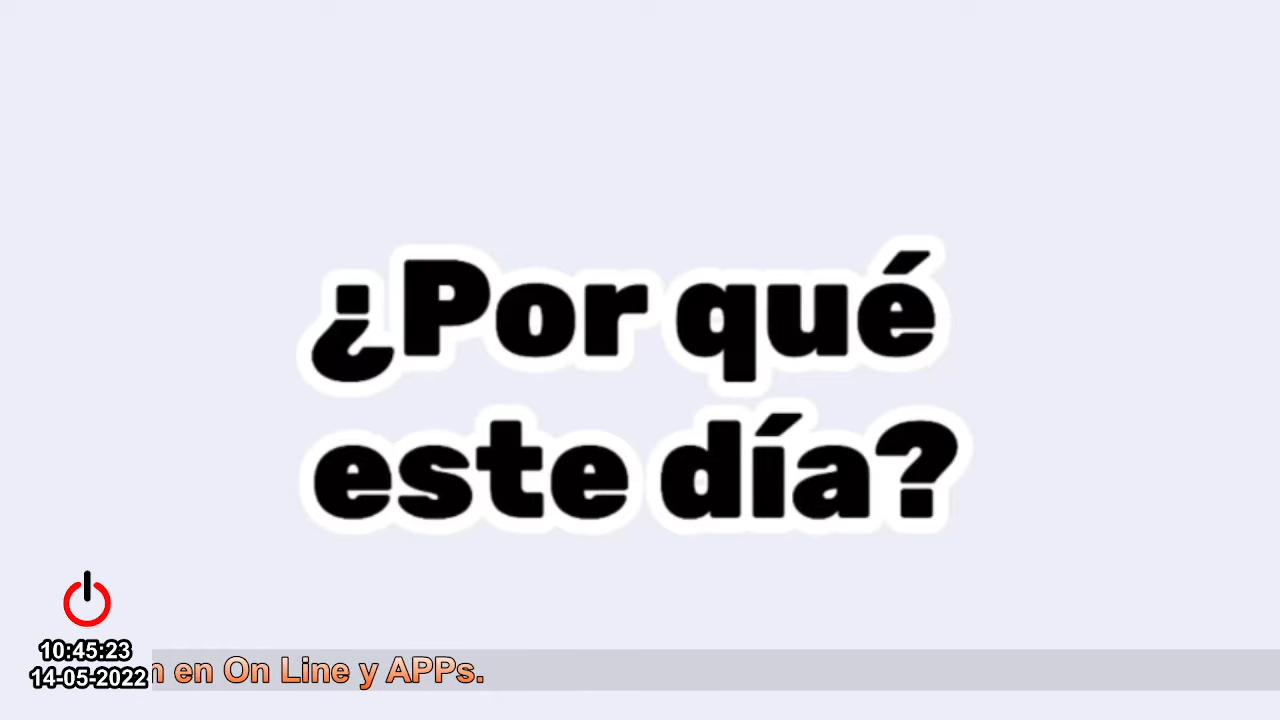 ¿Por qué
este día?
10:45:23
14-05-2022
en On Line y APPs.